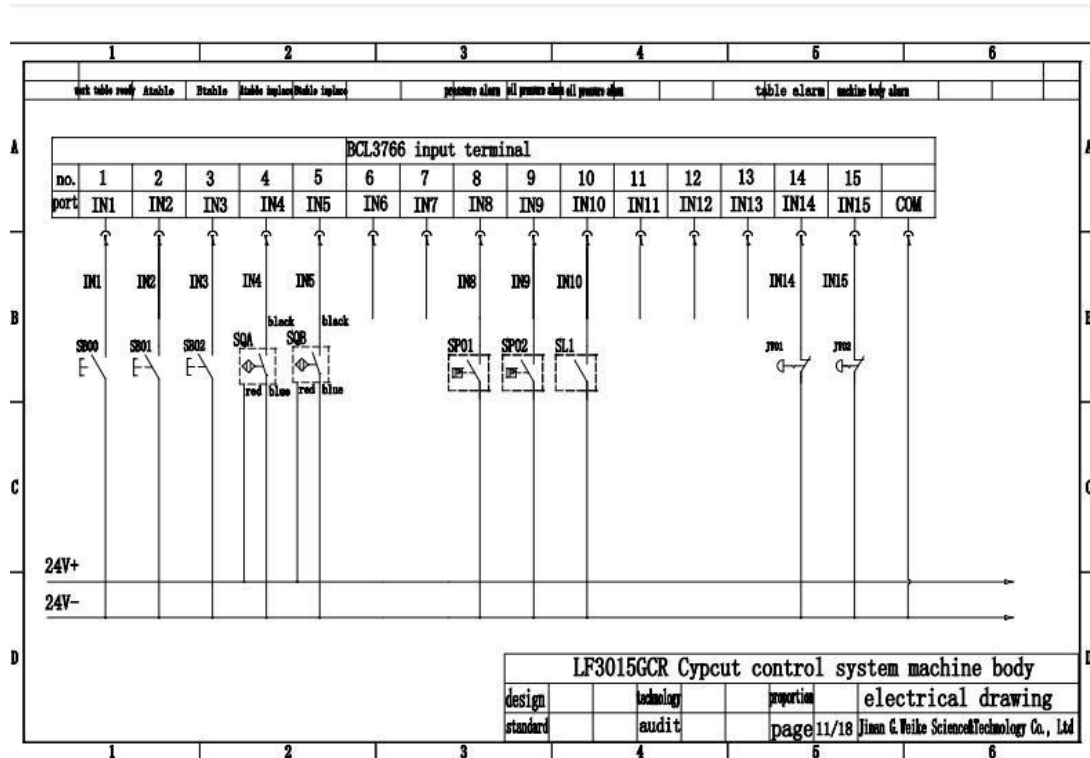 1 2 3 4 5 6
work table ready Atable Btable Atable inplace Btable inplace pressure alarm oil pressure alarm oil pressure alarm table alarm machine body alarm
A A
BCL3766 input terminal
no. 1 2 3 4 5 6 7 8 9 10 11 12 13 14 15
port IN1 IN2 IN3 IN4 IN5 IN6 IN7 IN8 IN9 IN10 IN11 IN12 IN13 IN14 IN15 COM
IN1 IN2 IN3 IN4 IN5 IN8 IN9 IN10 IN14 IN15
B B
black black
SB00 SB01 SB02 SQA SQB SP01 SP02 SL1 JT01 JT02
P P
red blue red blue
C C
24V+
24V-
D D
LF3015GCR Cypcut control system machine body
design technology proportion electrical drawing
standard audit page 11/18 Jinan G.Weike Science&Technology Co., Ltd
1 2 3 4 5 6